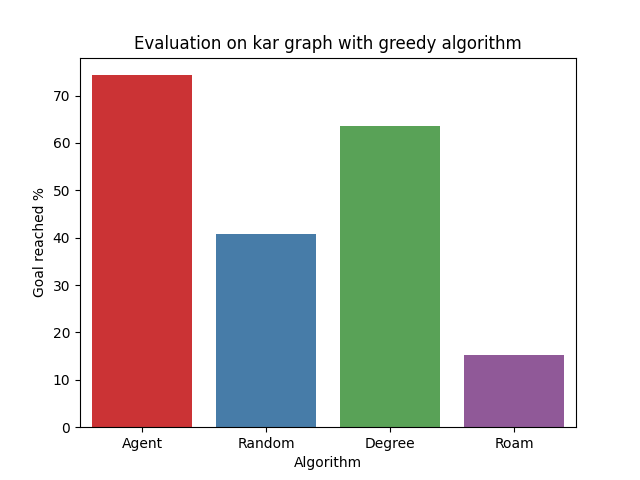 Evaluation on kar graph with greedy algorithm
Goal reached %
70
60
50
40
30
20
10
0
Agent Random Degree Roam
Algorithm